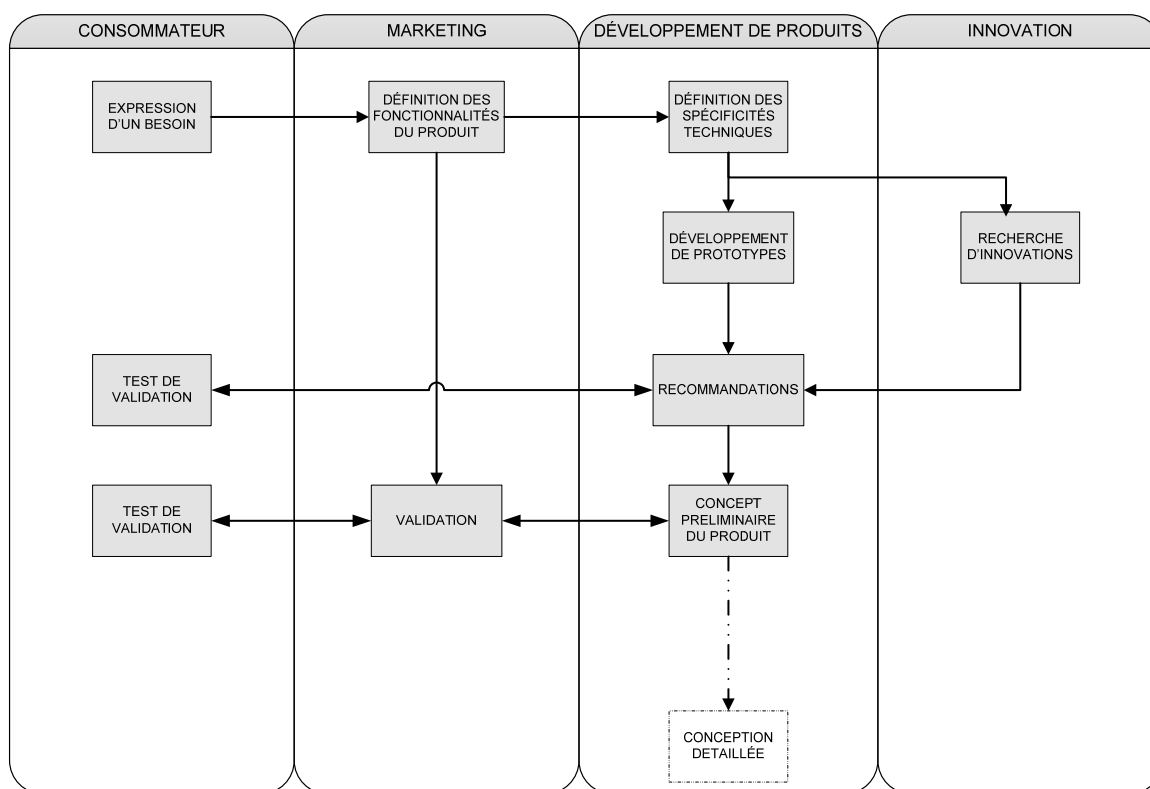 CONSOMMATEUR
MARKETING
DÉVELOPPEMENT DE PRODUITS
INNOVATION
EXPRESSION
D'UN BESOIN
DÉFINITION DES
FONCTIONNALITÉS
DU PRODUIT
DÉFINITION DES
SPÉCIFICITÉS
TECHNIQUES
DÉVELOPPEMENT
DE PROTOTYPES
RECHERCHE
D'INNOVATIONS
TEST DE
VALIDATION
RECOMMANDATIONS
TEST DE
VALIDATION
VALIDATION
CONCEPT
PRELIMINAIRE
DU PRODUIT
CONCEPTION
DETAILLÉE